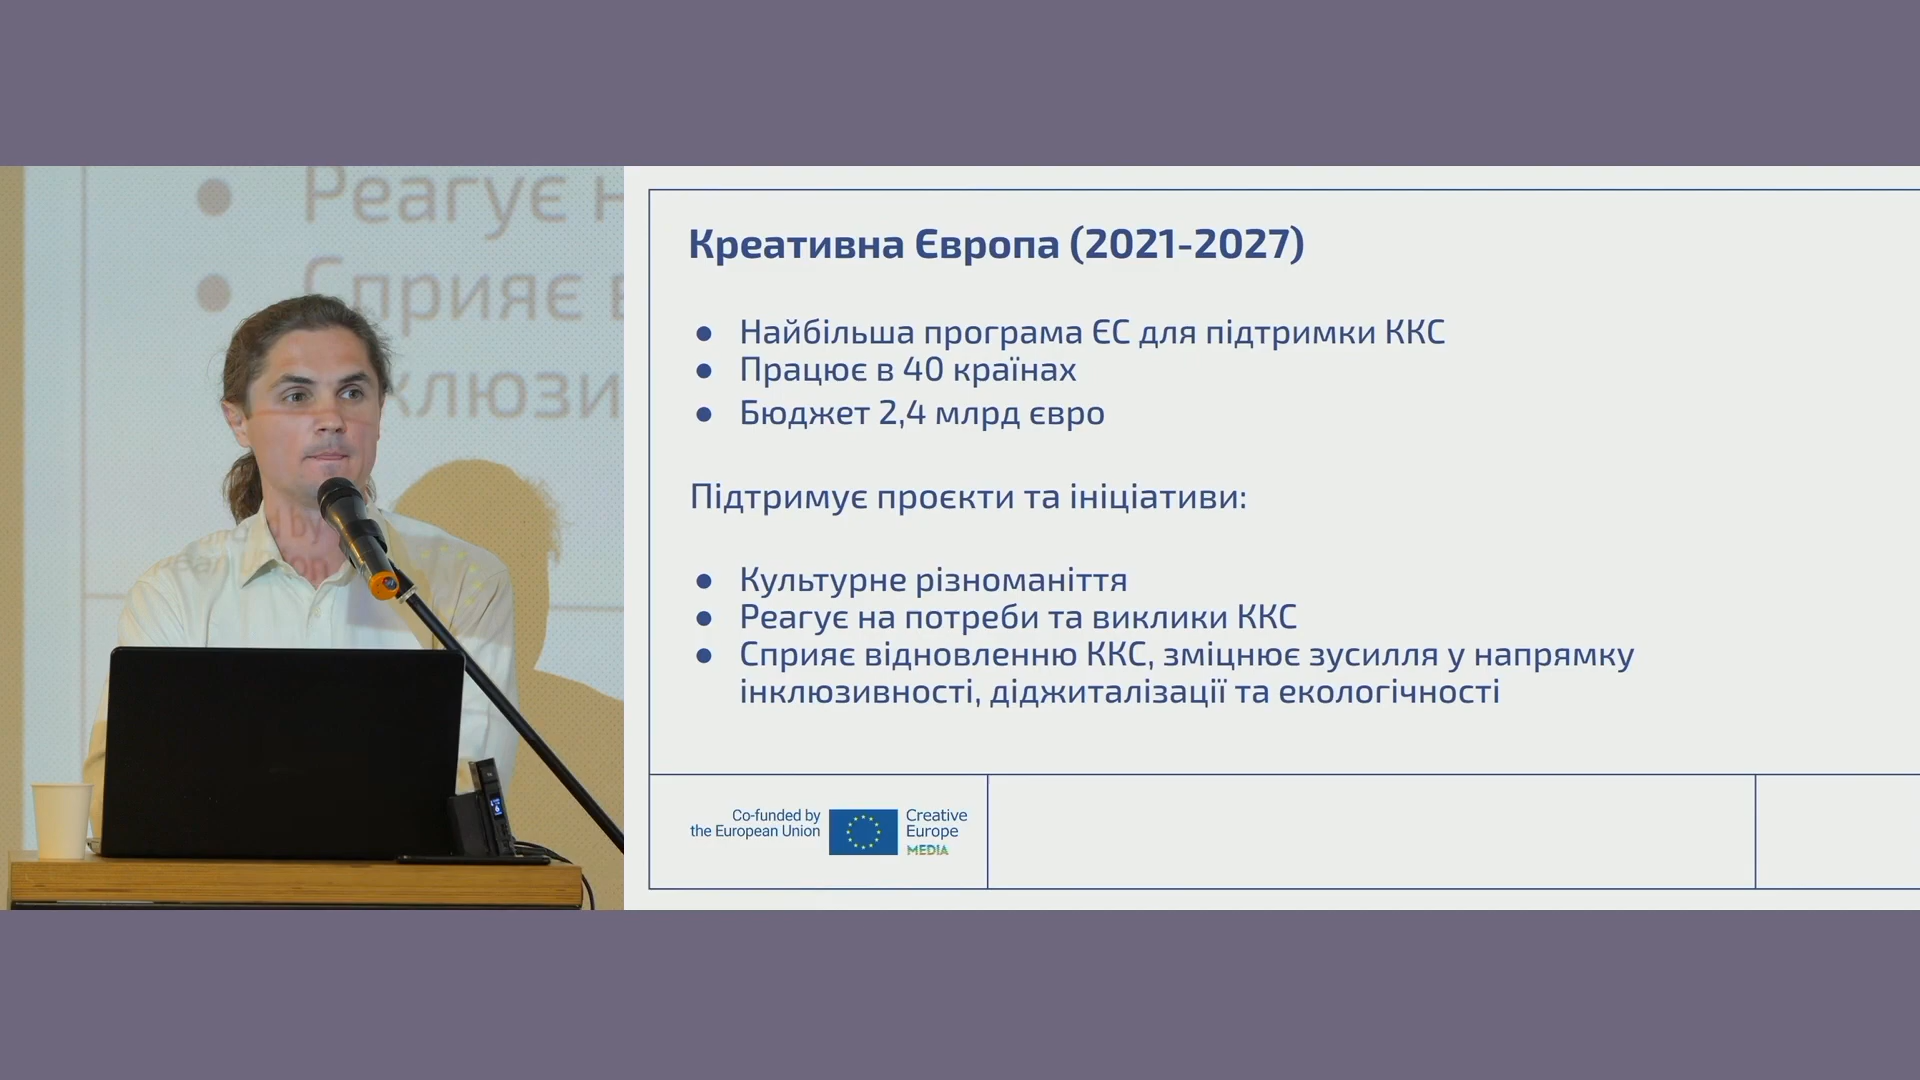 Реагує н
Сприяє в
клюзи
Креативна Європа (2021-2027)
Найбільша програма ЄС для підтримки ККС
Працює в 40 країнах
Бюджет 2,4 млрд євро
Підтримує проєкти та ініціативи:
Культурне різноманіття
Реагує на потреби та виклики ККС
Сприяє відновленню ККС, зміцнює зусилля у напрямку
інклюзивності, діджиталізації та екологічності
Co-funded by
the European Union
Creative
Europe
MEDIA